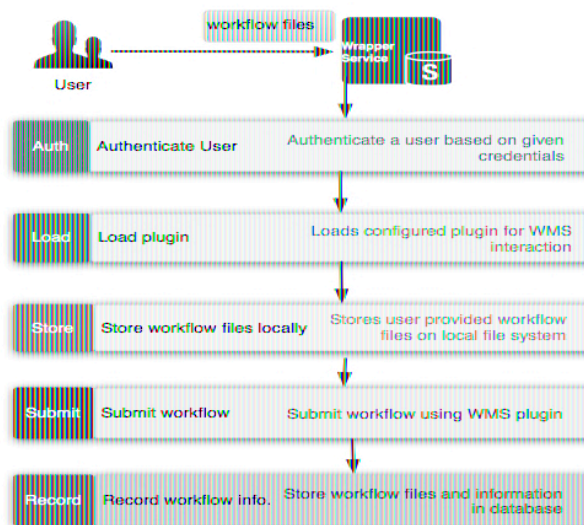 workflow files
Wrapper
Service
S
User
Auth
Authenticate User
Authenticate a user based on given
credentials
Load
Load plugin
Loads configured plugin for WMS
interaction
Store
Store workflow files locally
Stores user provided workflow
files on local file system
Submit
Submit workflow
Submit workflow using WMS plugin
Record
Record workflow info.
Store workflow files and information
in database